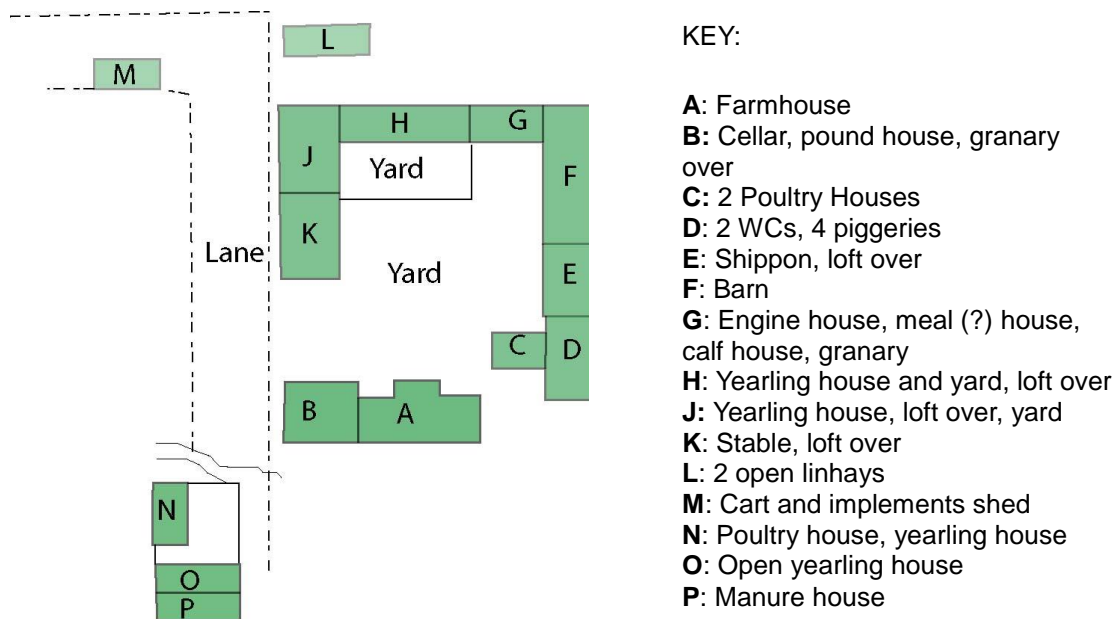 L
M
H
G
J
Yard
F
K
Lane
Yard
E
C
D
B
A
N
O
P
KEY:
A: Farmhouse
B: Cellar, pound house, granary
over
C: 2 Poultry Houses
D: 2 WCs, 4 piggeries
E: Shippon, loft over
F: Barn
G: Engine house, meal (?) house,
calf house, granary
H: Yearling house and yard, loft over
J: Yearling house, loft over, yard
K: Stable, loft over
L: 2 open linhays
M: Cart and implements shed
N: Poultry house, yearling house
O: Open yearling house
P: Manure house